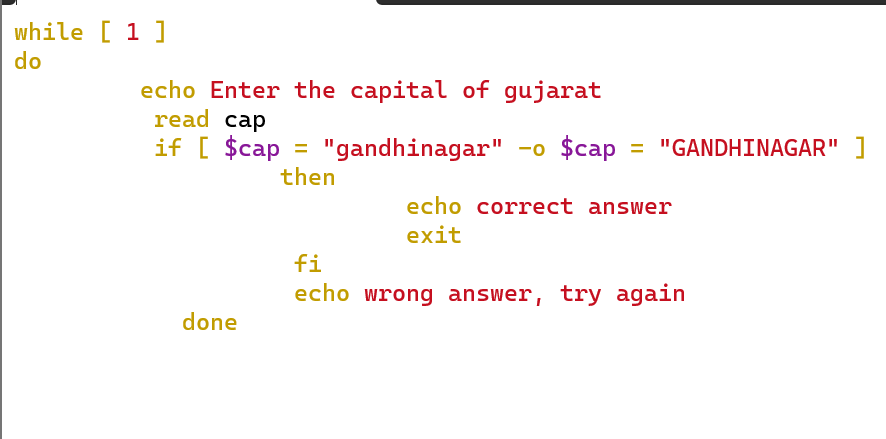 while [ 1 ]
do
echo Enter the capital of gujarat
read cap
if [ $cap = "gandhinagar" -o $cap = "GANDHINAGAR" ]
then
echo correct answer
exit
fi
echo wrong answer, try again
done